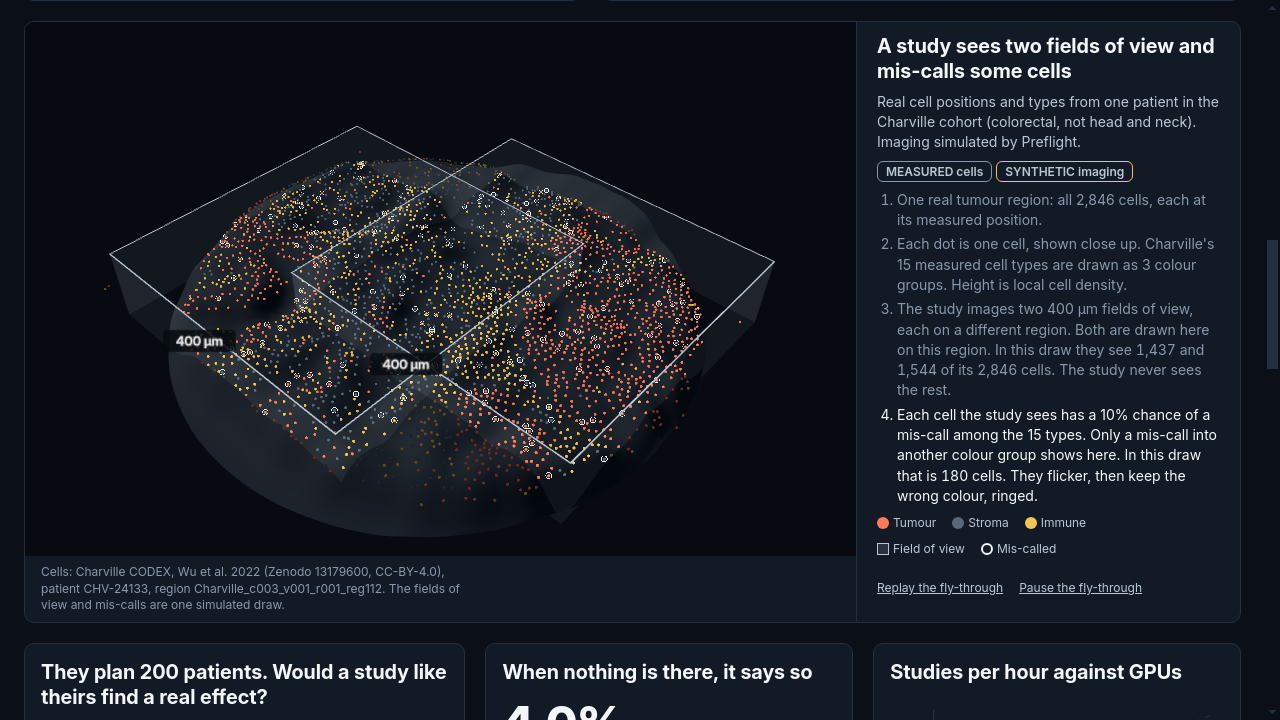 A study sees two fields of view and
mis-calls some cells
Real cell positions and types from one patient in the
Charville cohort (colorectal, not head and neck).
Imaging simulated by Preflight.
MEASURED cells SYNTHETIC imaging
1. One real tumour region: all 2,846 cells, each at
its measured position.
2. Each dot is one cell, shown close up. Charville's
15 measured cell types are drawn as 3 colour
groups. Height is local cell density.
3. The study images two 400 µm fields of view,
each on a different region. Both are drawn here
on this region. In this draw they see 1,437 and
1,544 of its 2,846 cells. The study never sees
the rest.
4. Each cell the study sees has a 10% chance of a
mis-call among the 15 types. Only a mis-call into
another colour group shows here. In this draw
that is 180 cells. They flicker, then keep the
wrong colour, ringed.
Tumour Stroma Immune
Field of view Mis-called
Replay the fly-through Pause the fly-through
400 µm
400 µm
Cells: Charville CODEX, Wu et al. 2022 (Zenodo 13179600, CC-BY-4.0),
patient CHV-24133, region Charville_c003_v001_r001_reg112. The fields of
view and mis-calls are one simulated draw.
They plan 200 patients. Would a study like
theirs find a real effect?
When nothing is there, it says so
4.0%
Studies per hour against GPUs